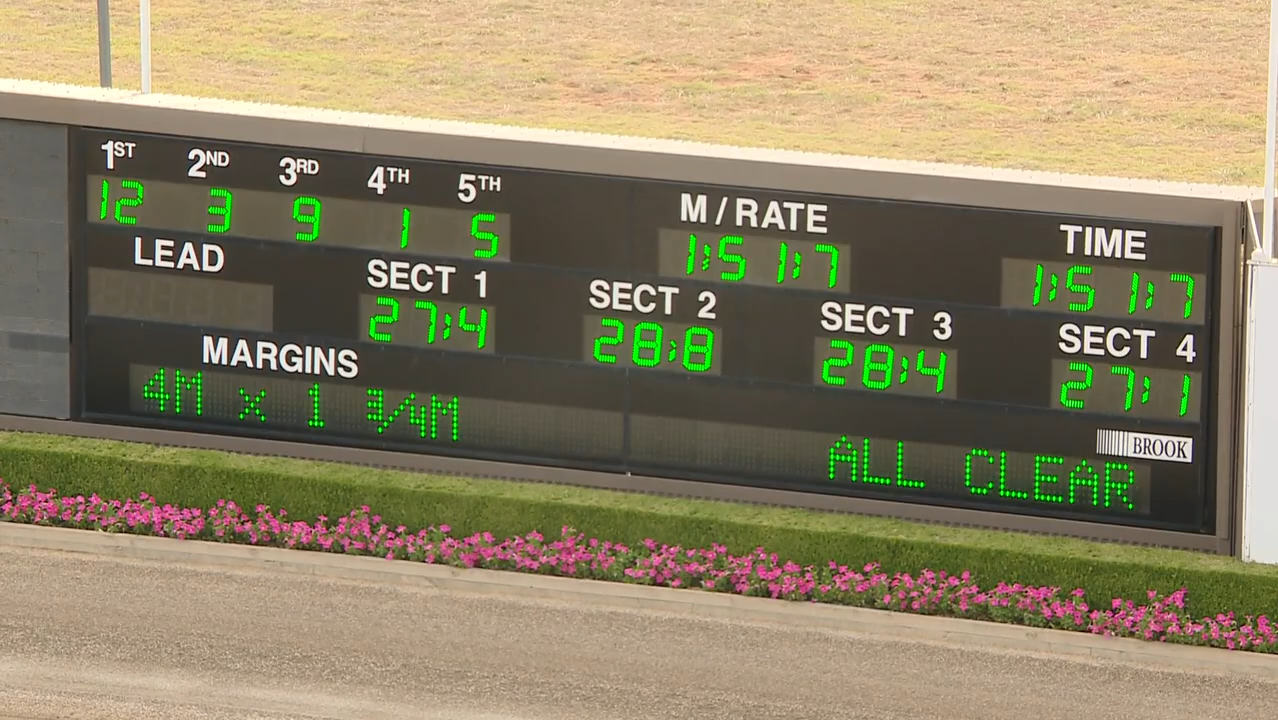 1ST 2ND 3RD 4TH 5TH M/RATE TIME
12 3 9 1 5 1:51:7 1:51:7
LEAD SECT 1 SECT 2 SECT 3 SECT 4
27:4 28:8 28:4 27:1
MARGINS
4M x 1 3/4M
BROOK
ALL CLEAR